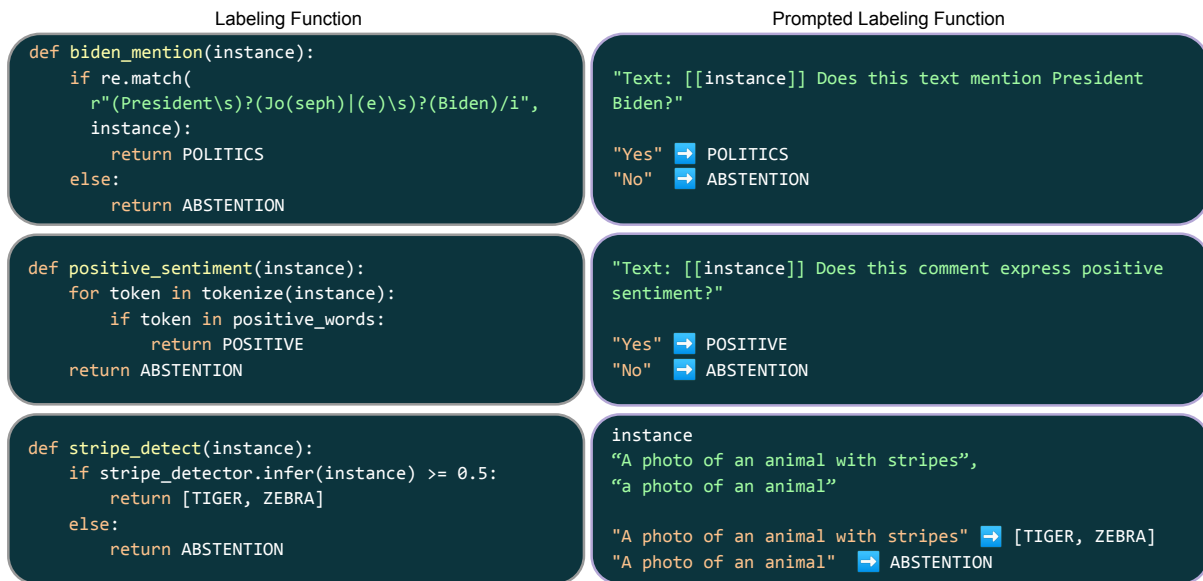 Labeling Function
def biden_mention(instance):
if re.match(
r"(President\s)?(Jo(seph)|(e)\s)?(Biden)/i",
instance):
return POLITICS
else:
return ABSTENTION
def positive_sentiment(instance):
for token in tokenize(instance):
if token in positive_words:
return POSITIVE
return ABSTENTION
def stripe_detect(instance):
if stripe_detector.infer(instance) >= 0.5:
return [TIGER, ZEBRA]
else:
return ABSTENTION
Prompted Labeling Function
"Text: [[instance]] Does this text mention President
Biden?"
"Yes" ➡ POLITICS
"No" ➡ ABSTENTION
"Text: [[instance]] Does this comment express positive
sentiment?"
"Yes" ➡ POSITIVE
"No" ➡ ABSTENTION
instance
“A photo of an animal with stripes”,
“a photo of an animal”
"A photo of an animal with stripes" ➡ [TIGER, ZEBRA]
"A photo of an animal" ➡ ABSTENTION